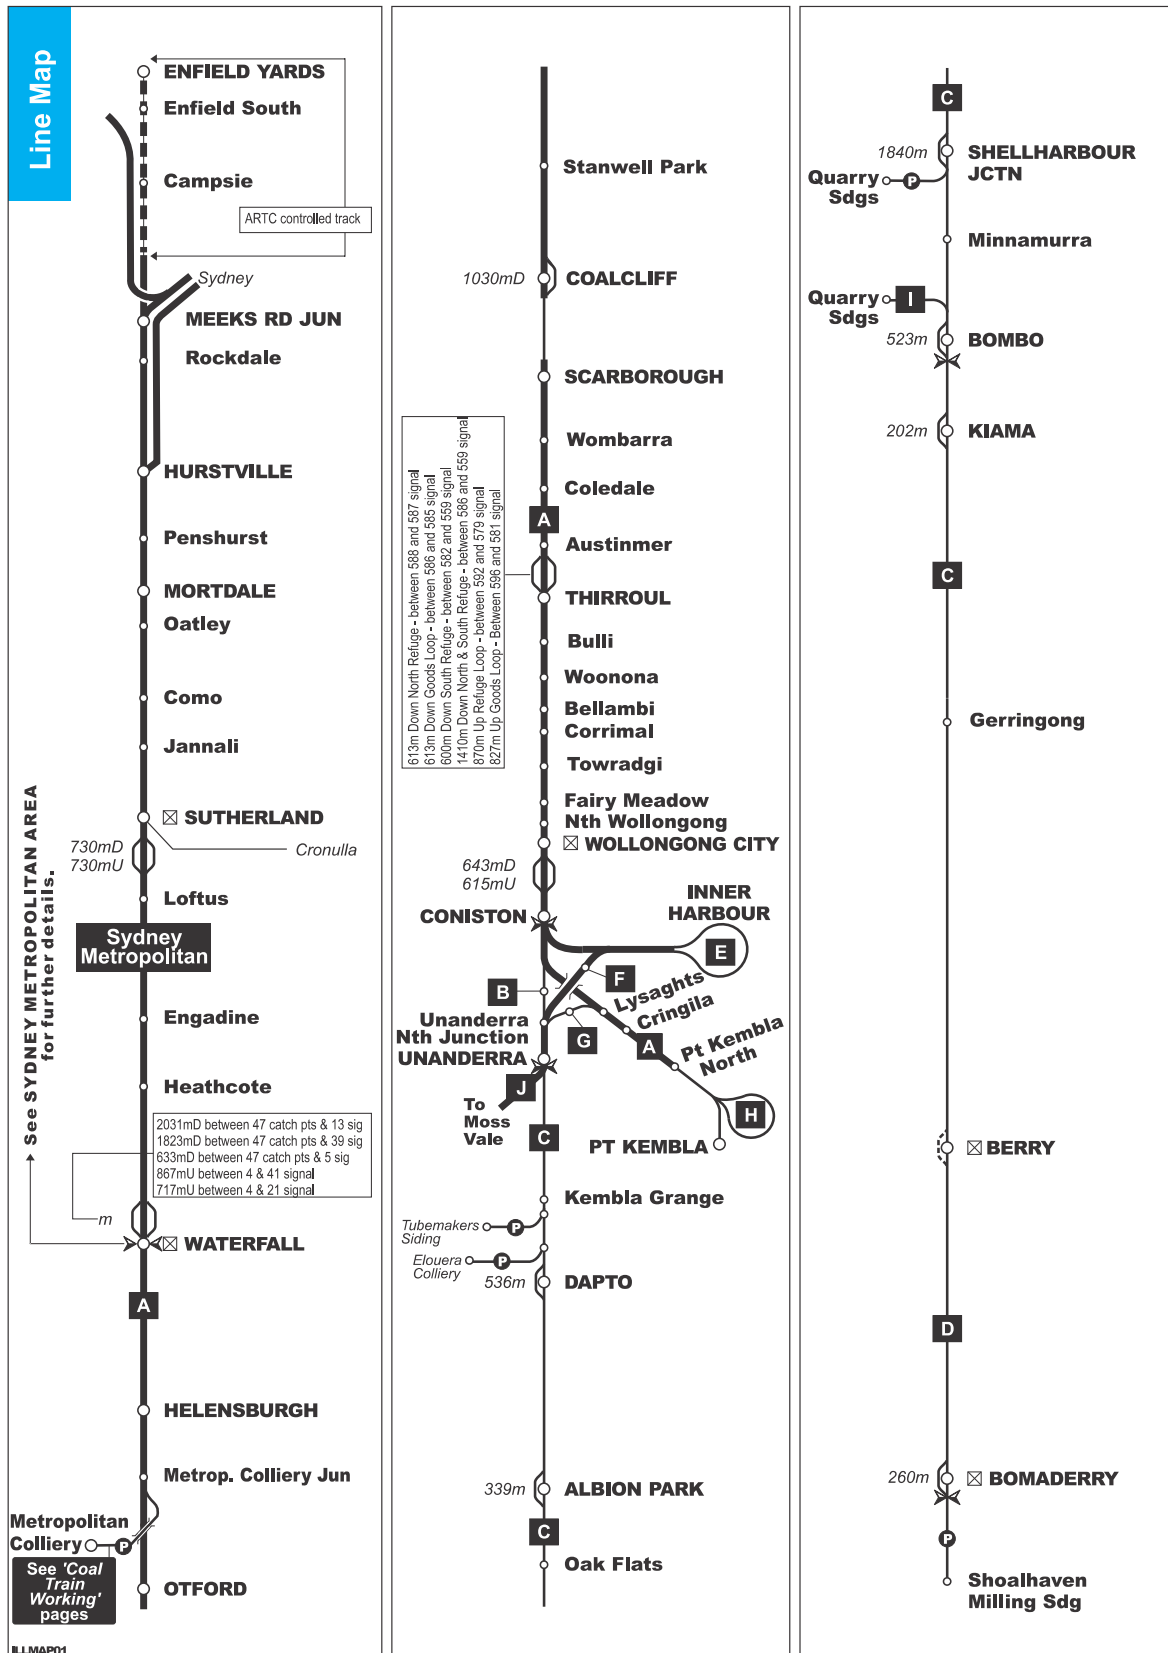 Line Map
ENFIELD YARDS
Enfield South
Campsie
ARTC controlled track
Sydney
MEEKS RD JUN
Rockdale
HURSTVILLE
Penshurst
MORTDALE
Oatley
Como
Jannali
SUTHERLAND
730mD
730mU
Cronulla
Loftus
Sydney
Metropolitan
See SYDNEY METROPOLITAN AREA
for further details.
Engadine
Heathcote
2031mD between 47 catch pts & 13 sig
1823mD between 47 catch pts & 39 sig
633mD between 47 catch pts & 5 sig
867mU between 4 & 41 signal
717mU between 4 & 21 signal
m
WATERFALL
A
HELENSBURGH
Metrop. Colliery Jun
Metropolitan
Colliery
P
See 'Coal
Train
Working'
pages
OTFORD
ILLMAP01
Stanwell Park
1030mD
COALCLIFF
SCARBOROUGH
Wombarra
Coledale
A
Austinmer
613m Down North Refuge - between 588 and 587 signal
613m Down Goods Loop - between 586 and 585 signal
600m Down South Refuge - between 582 and 559 signal
1410m Down North & South Refuge - between 586 and 559 signal
870m Up Refuge Loop - between 592 and 579 signal
827m Up Goods Loop - Between 596 and 581 signal
THIRROUL
Bulli
Woonona
Bellambi
Corrimal
Towradgi
Fairy Meadow
Nth Wollongong
WOLLONGONG CITY
643mD
615mU
CONISTON
INNER
HARBOUR
E
F
B
Lysaghts
Cringila
Unanderra
Nth Junction
G
A
UNANDERRA
Pt Kembla
North
J
To
Moss
Vale
H
C
PT KEMBLA
Kembla Grange
Tubemakers
Siding
P
Elouera
Colliery
P
536m
DAPTO
339m
ALBION PARK
C
Oak Flats
C
1840m
SHELLHARBOUR
JCTN
Quarry
Sdgs
P
Minnamurra
Quarry
Sdgs
I
523m
BOMBO
202m
KIAMA
C
Gerringong
BERRY
D
260m
BOMADERRY
P
Shoalhaven
Milling Sdg